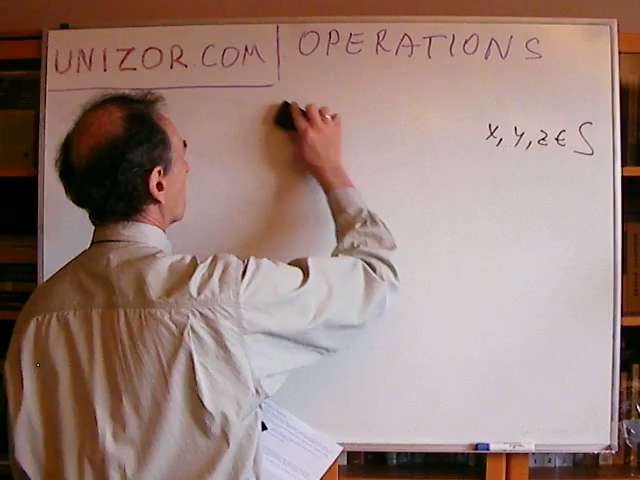 UNIZOR.COM | OPERATIONS
x, y, z ∈ S